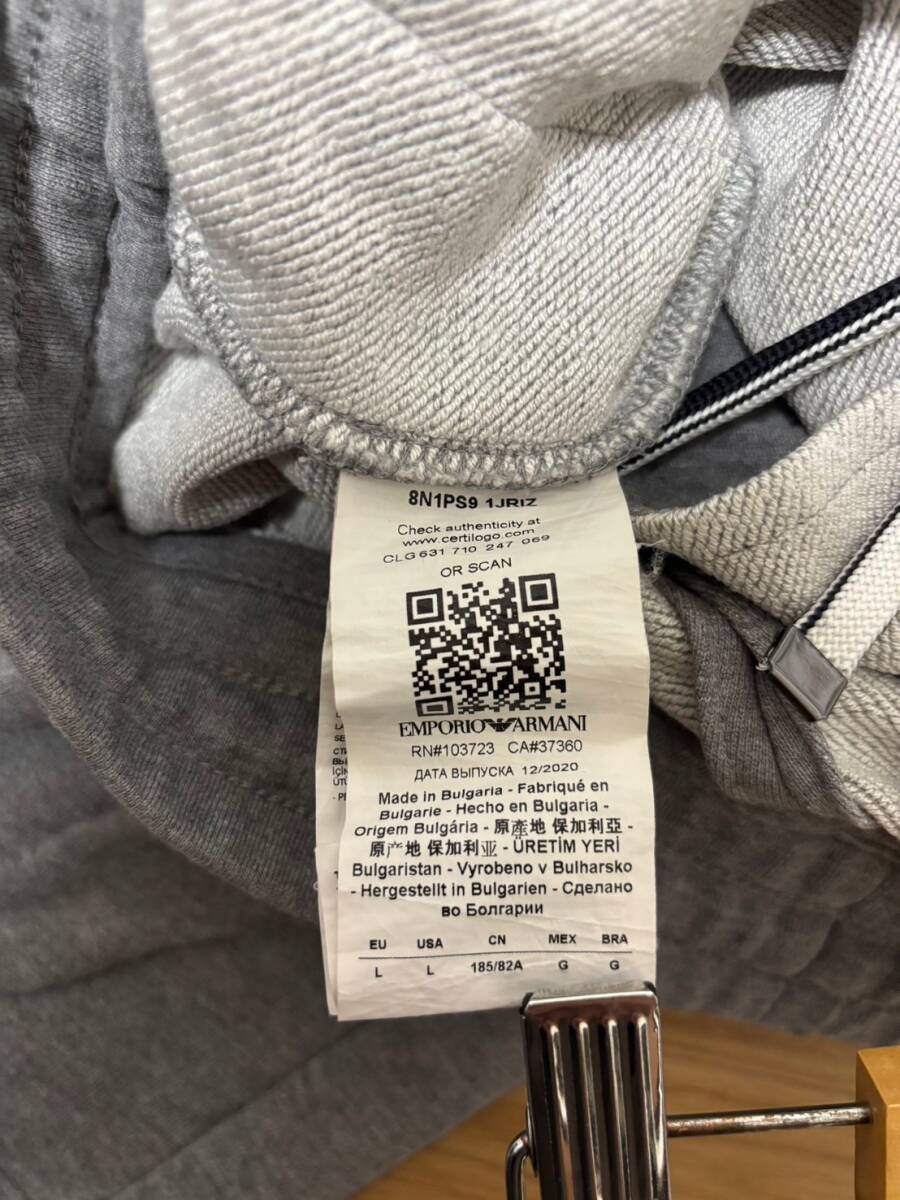 8N1PS9 1JRIZ
Check authenticity at
www.certilogo.com
CLG 631 710 247 069
OR SCAN
EMPORIO ARMANI
RN#103723 CA#37360
ДАТА ВЫПУСКА 12/2020
Made in Bulgaria - Fabriqué en
Bulgarie - Hecho en Bulgaria -
Origem Bulgária - 原產地 保加利亞 -
原产地 保加利亚 - ÜRETİM YERİ
Bulgaristan - Vyrobeno v Bulharsko
- Hergestellt in Bulgarien - Сделано
во Болгарии
EU USA CN MEX BRA
L L 185/82A G G